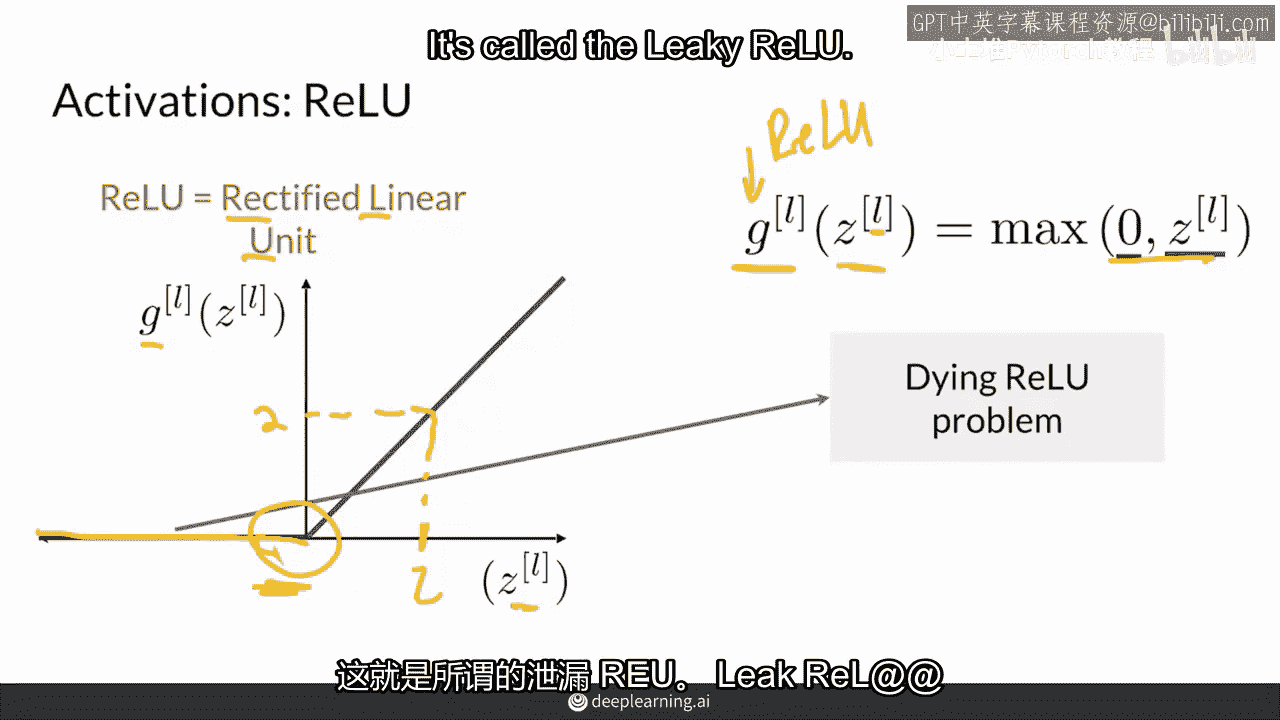 GPT中英字幕课程资源@bilibili.com
It's called the Leaky ReLU.
bilibili
Activations: ReLU
ReLU
ReLU = Rectified Linear
Unit
g^{[l]}(z^{[l]}) = max (0, z^{[l]})
g^{[l]}(z^{[l]})
Dying ReLU
problem
2
2
(z^{[l]})
这就是所谓的泄漏 REU。 Leak ReL@@
deeplearning.ai